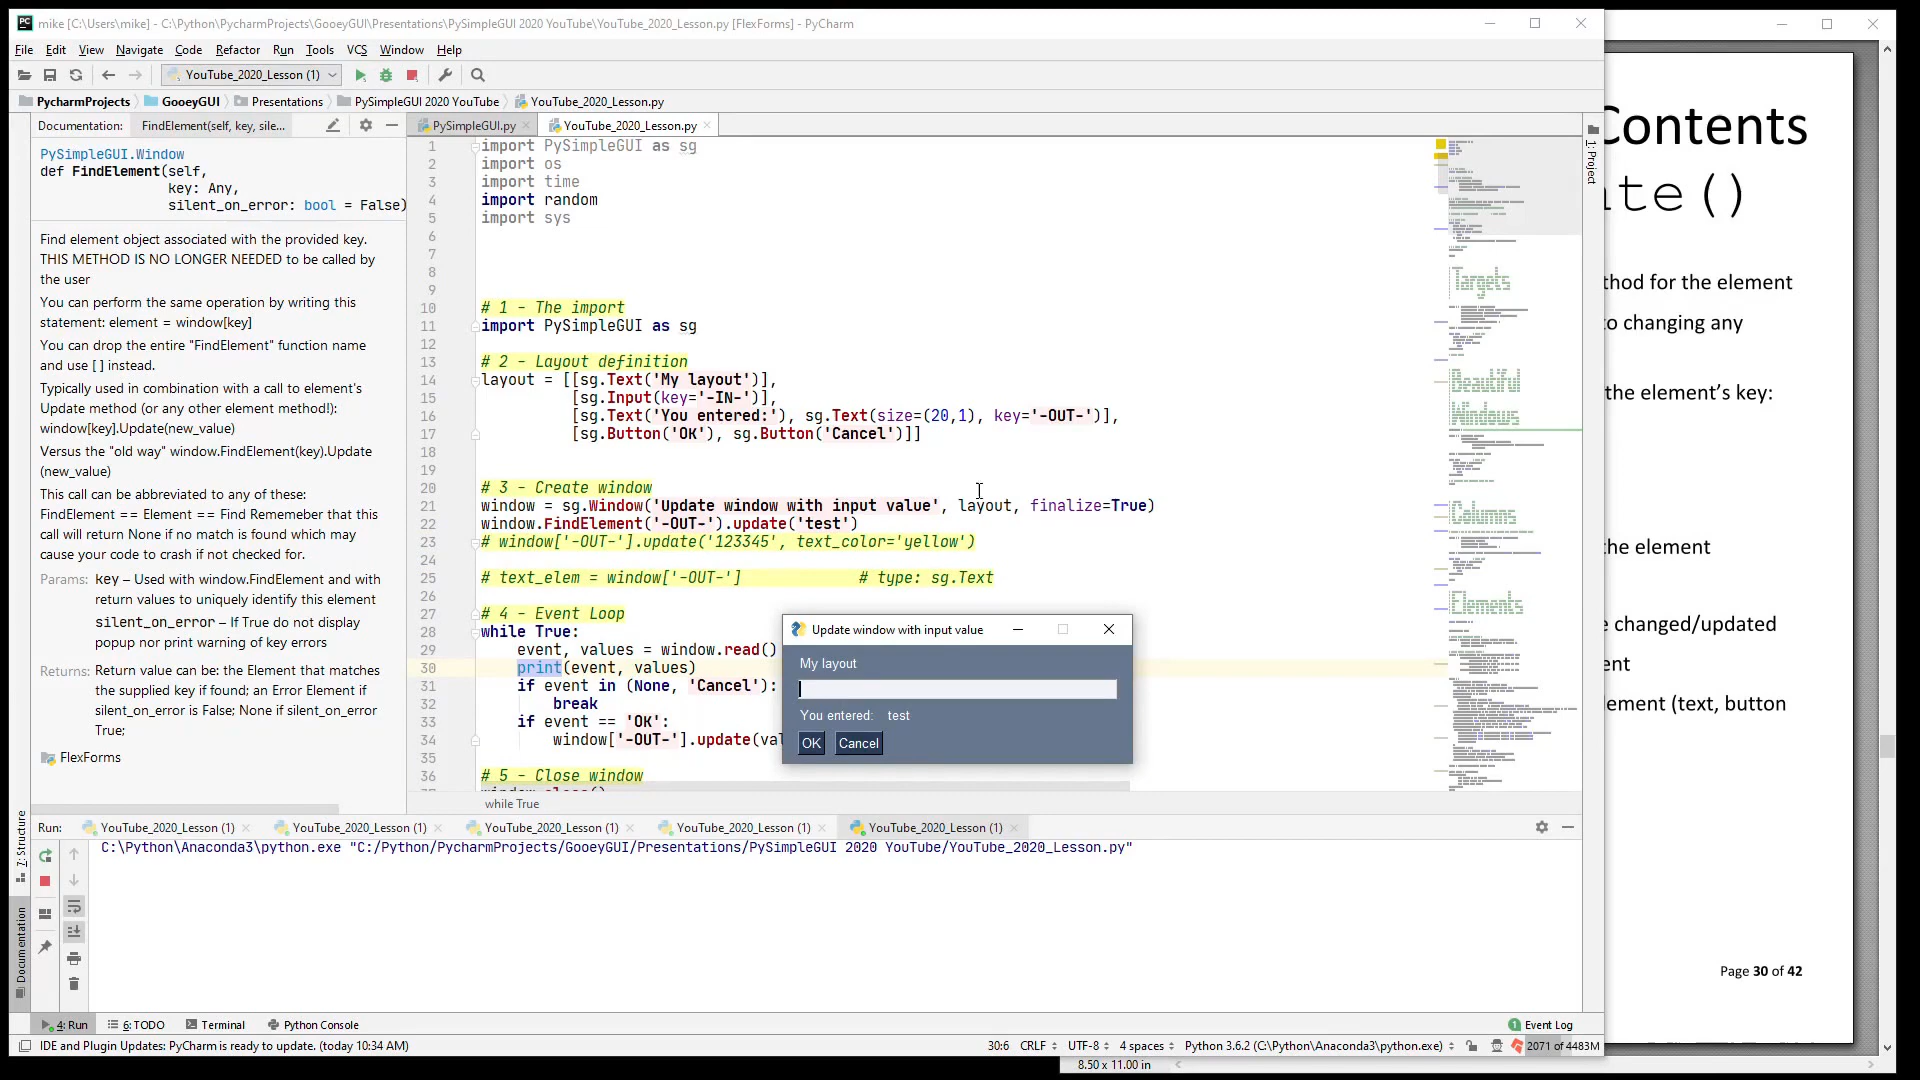 mike [C:\Users\mike] - C:\Python\PycharmProjects\GooeyGUI\Presentations\PySimpleGUI 2020 YouTube\YouTube_2020_Lesson.py [FlexForms] - PyCharm
File Edit View Navigate Code Refactor Run Tools VCS Window Help
YouTube_2020_Lesson (1)
PycharmProjects GooeyGUI Presentations PySimpleGUI 2020 YouTube YouTube_2020_Lesson.py
Documentation: FindElement(self, key, sile...
PySimpleGUI.py YouTube_2020_Lesson.py
PySimpleGUI.Window
def FindElement(self,
key: Any,
silent_on_error: bool = False)
Find element object associated with the provided key.
THIS METHOD IS NO LONGER NEEDED to be called by
the user
You can perform the same operation by writing this
statement: element = window[key]
You can drop the entire "FindElement" function name
and use [ ] instead.
Typically used in combination with a call to element's
Update method (or any other element method!):
window[key].Update(new_value)
Versus the "old way" window.FindElement(key).Update
(new_value)
This call can be abbreviated to any of these:
FindElement == Element == Find Rememeber that this
call will return None if no match is found which may
cause your code to crash if not checked for.
Params: key – Used with window.FindElement and with
return values to uniquely identify this element
silent_on_error – If True do not display
popup nor print warning of key errors
Returns: Return value can be: the Element that matches
the supplied key if found; an Error Element if
silent_on_error is False; None if silent_on_error
True;
FlexForms
1 import PySimpleGUI as sg
2 import os
3 import time
4 import random
5 import sys
6
7
8
9
10 # 1 - The import
11 import PySimpleGUI as sg
12
13 # 2 - Layout definition
14 layout = [[sg.Text('My layout')],
15 [sg.Input(key='-IN-')],
16 [sg.Text('You entered:'), sg.Text(size=(20,1), key='-OUT-')],
17 [sg.Button('OK'), sg.Button('Cancel')]]
18
19
20 # 3 - Create window
21 window = sg.Window('Update window with input value', layout, finalize=True)
22 window.FindElement('-OUT-').update('test')
23 # window['-OUT-'].update('123345', text_color='yellow')
24
25 # text_elem = window['-OUT-'] # type: sg.Text
26
27 # 4 - Event Loop
28 while True:
29 event, values = window.read()
30 print(event, values)
31 if event in (None, 'Cancel'):
32 break
33 if event == 'OK':
34 window['-OUT-'].update(val
35
36 # 5 - Close window
while True
Update window with input value
My layout
You entered: test
OK Cancel
1: Project
Contents
te()
thod for the element
o changing any
the element's key:
the element
e changed/updated
ent
ement (text, button
Page 30 of 42
8.50 x 11.00 in
7: Structure
Documentation
Run: YouTube_2020_Lesson (1) YouTube_2020_Lesson (1) YouTube_2020_Lesson (1) YouTube_2020_Lesson (1) YouTube_2020_Lesson (1)
C:\Python\Anaconda3\python.exe "C:/Python/PycharmProjects/GooeyGUI/Presentations/PySimpleGUI 2020 YouTube/YouTube_2020_Lesson.py"
4: Run 6: TODO Terminal Python Console 1 Event Log
IDE and Plugin Updates: PyCharm is ready to update. (today 10:34 AM) 30:6 CRLF UTF-8 4 spaces Python 3.6.2 (C:\Python\Anaconda3\python.exe) 2071 of 4483M